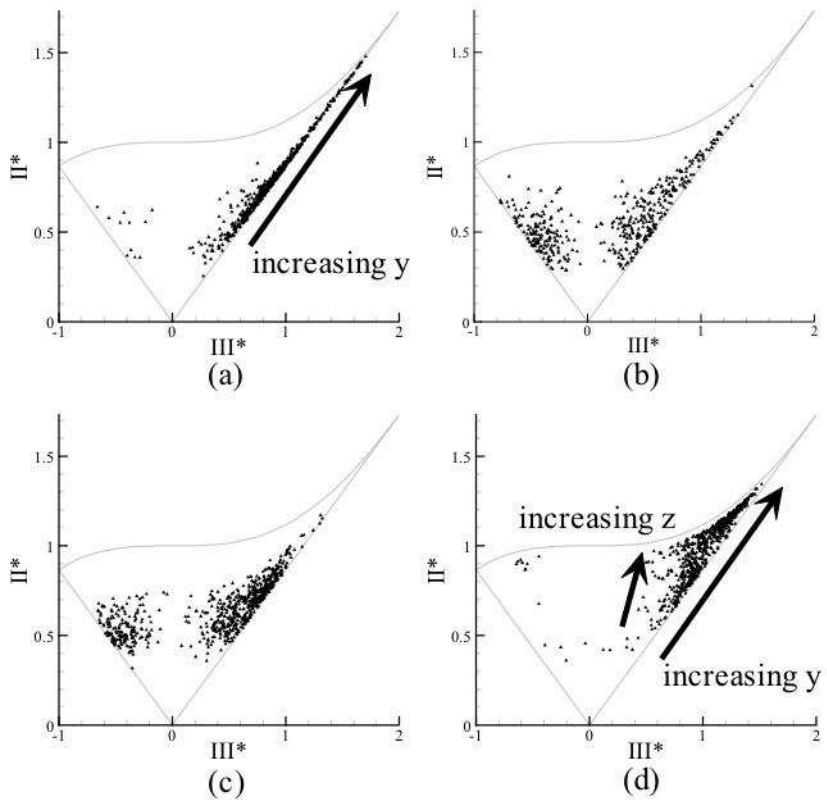 1.5
1
0.5
0
-1
0
1
2
II*
III*
increasing y
(a)
1.5
1
0.5
0
-1
0
1
2
II*
III*
(b)
1.5
1
0.5
0
-1
0
1
2
II*
III*
(c)
1.5
1
0.5
0
-1
0
1
2
II*
III*
increasing z
increasing y
(d)